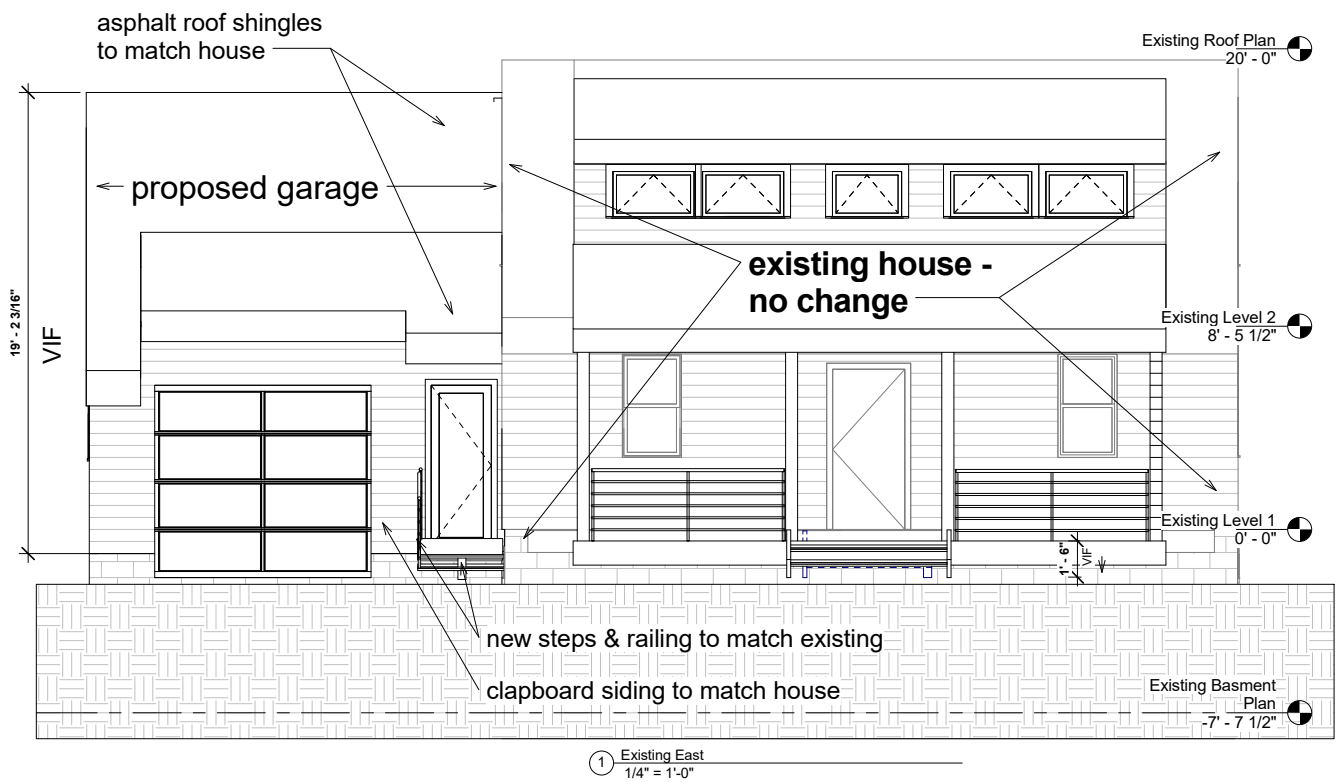 asphalt roof shingles
to match house
Existing Roof Plan
20' - 0"
proposed garage
existing house -
no change
19' - 2 3/16"
VIF
Existing Level 2
8' - 5 1/2"
Existing Level 1
0' - 0"
1' - 6"
VIF
new steps & railing to match existing
clapboard siding to match house
Existing Basment
Plan
-7' - 7 1/2"
1
Existing East
1/4" = 1'-0"